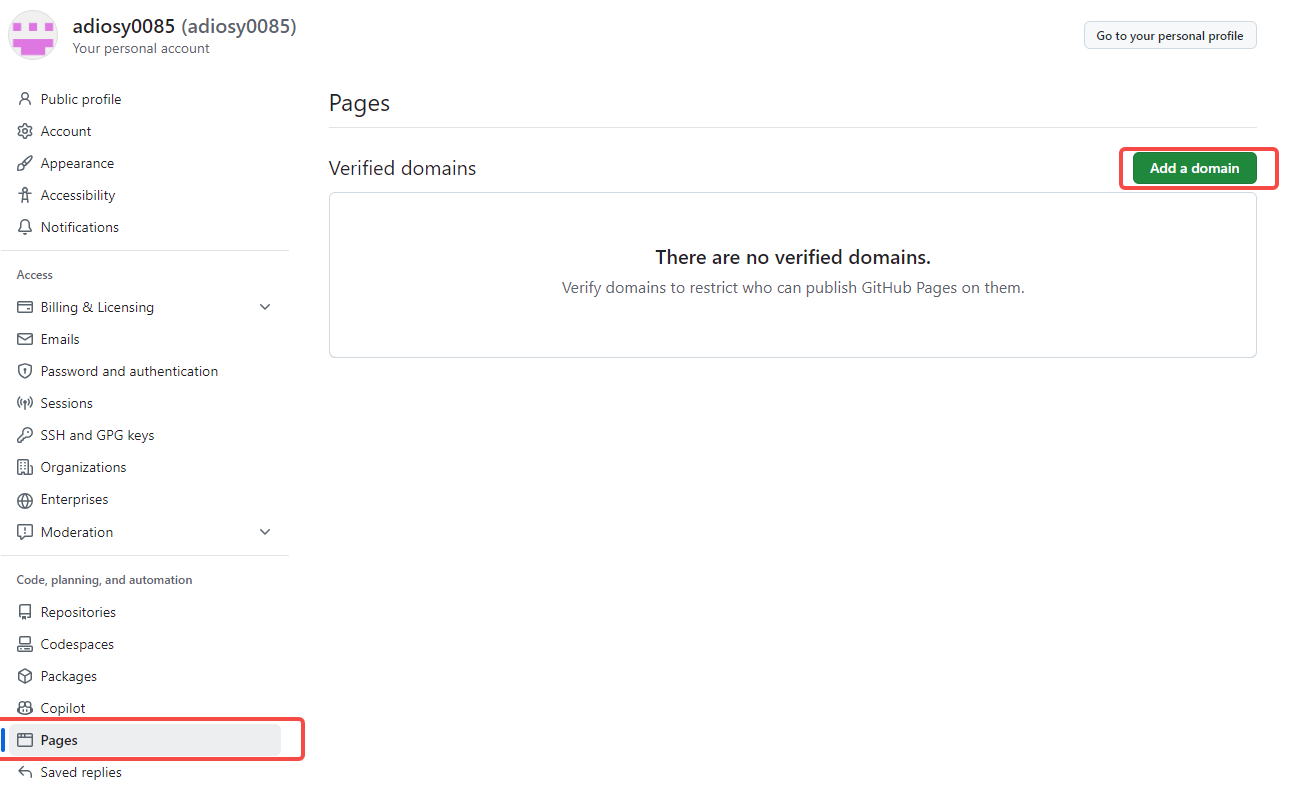 adiosy0085 (adiosy0085)
Your personal account
Go to your personal profile
Public profile
Account
Appearance
Accessibility
Notifications
Access
Billing & Licensing
Emails
Password and authentication
Sessions
SSH and GPG keys
Organizations
Enterprises
Moderation
Code, planning, and automation
Repositories
Codespaces
Packages
Copilot
Pages
Saved replies
Pages
Verified domains
Add a domain
There are no verified domains.
Verify domains to restrict who can publish GitHub Pages on them.